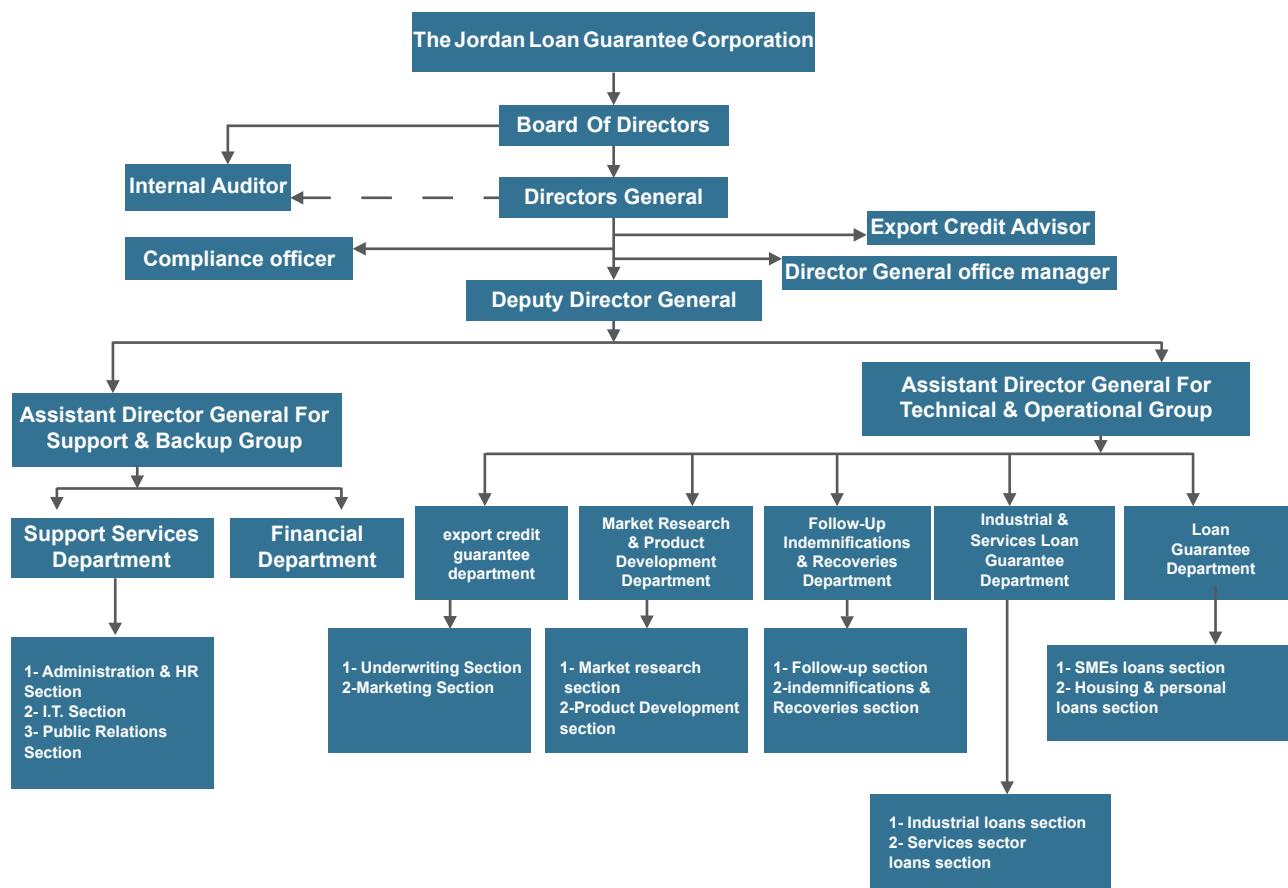 The Jordan Loan Guarantee Corporation
Board Of Directors
Internal Auditor
Directors General
Export Credit Advisor
Compliance officer
Director General office manager
Deputy Director General
Assistant Director General For
Support & Backup Group
Assistant Director General For
Technical & Operational Group
Support Services
Department
Financial
Department
export credit
guarantee
department
Market Research
& Product
Development
Department
Follow-Up
Indemnifications
& Recoveries
Department
Industrial &
Services Loan
Guarantee
Department
Loan
Guarantee
Department
1- Administration & HR
Section
2- I.T. Section
3- Public Relations
Section
1- Underwriting Section
2-Marketing Section
1- Market research
section
2-Product Development
section
1- Follow-up section
2-indemnifications &
Recoveries section
1- SMEs loans section
2- Housing & personal
loans section
1- Industrial loans section
2- Services sector
loans section